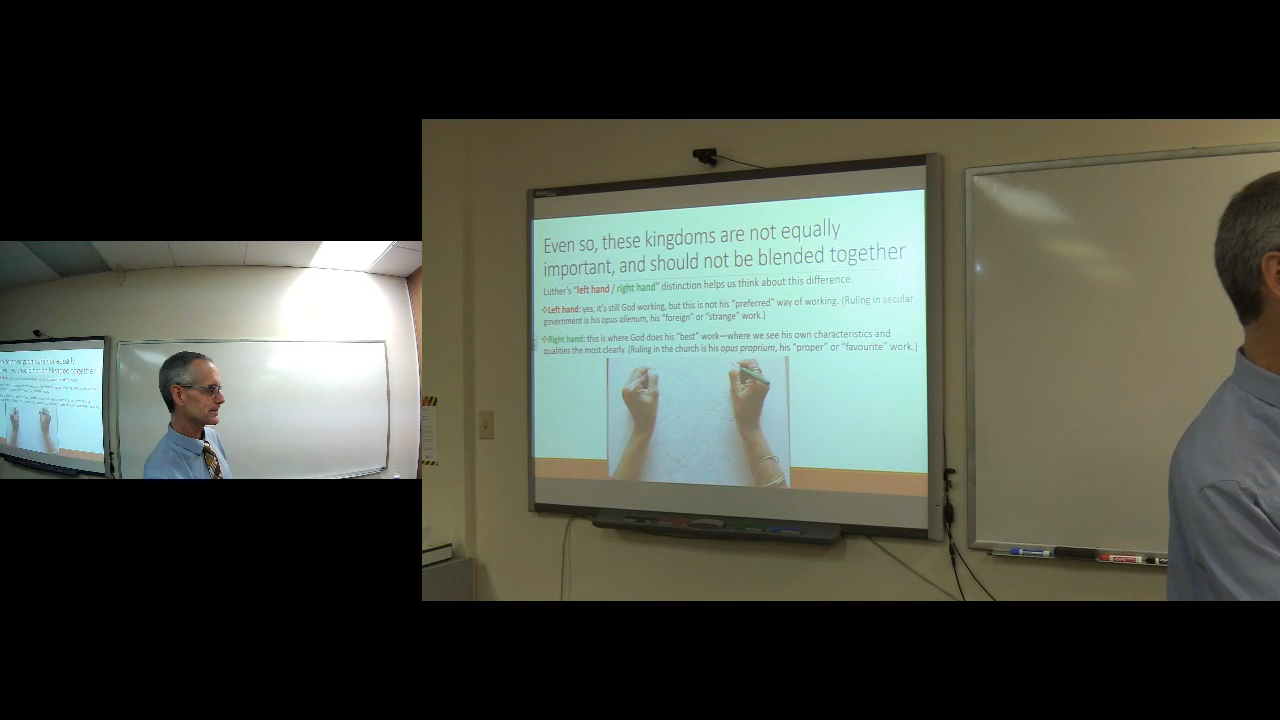 Even so, these kingdoms are not equally
important, and should not be blended together
Luther's "left hand / right hand" distinction helps us think about this difference.
❖Left hand: yes, it's still God working, but this is not his "preferred" way of working. (Ruling in secular
government is his opus alienum, his "foreign" or "strange" work.)
❖Right hand: this is where God does his "best" work—where we see his own characteristics and
qualities the most clearly. (Ruling in the church is his opus proprium, his "proper" or "favourite" work.)